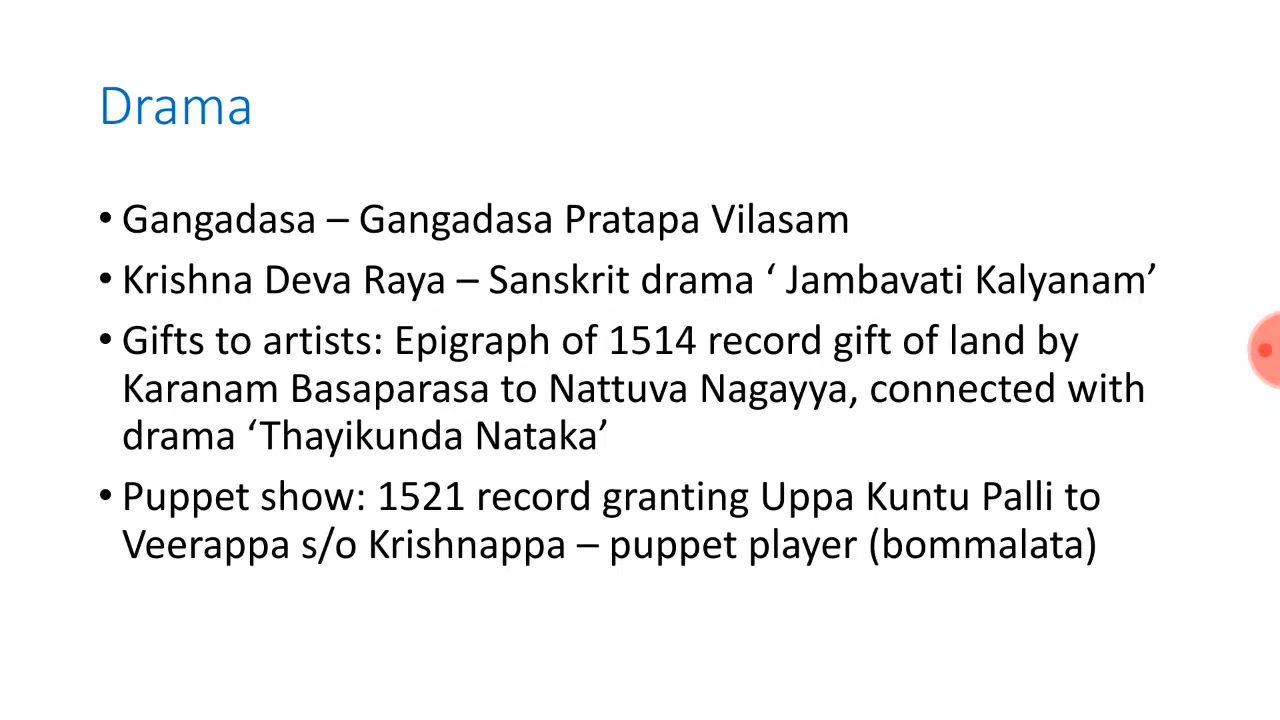 Drama
• Gangadasa – Gangadasa Pratapa Vilasam
• Krishna Deva Raya – Sanskrit drama ‘ Jambavati Kalyanam’
• Gifts to artists: Epigraph of 1514 record gift of land by
Karanam Basaparasa to Nattuva Nagayya, connected with
drama ‘Thayikunda Nataka’
• Puppet show: 1521 record granting Uppa Kuntu Palli to
Veerappa s/o Krishnappa – puppet player (bommalata)